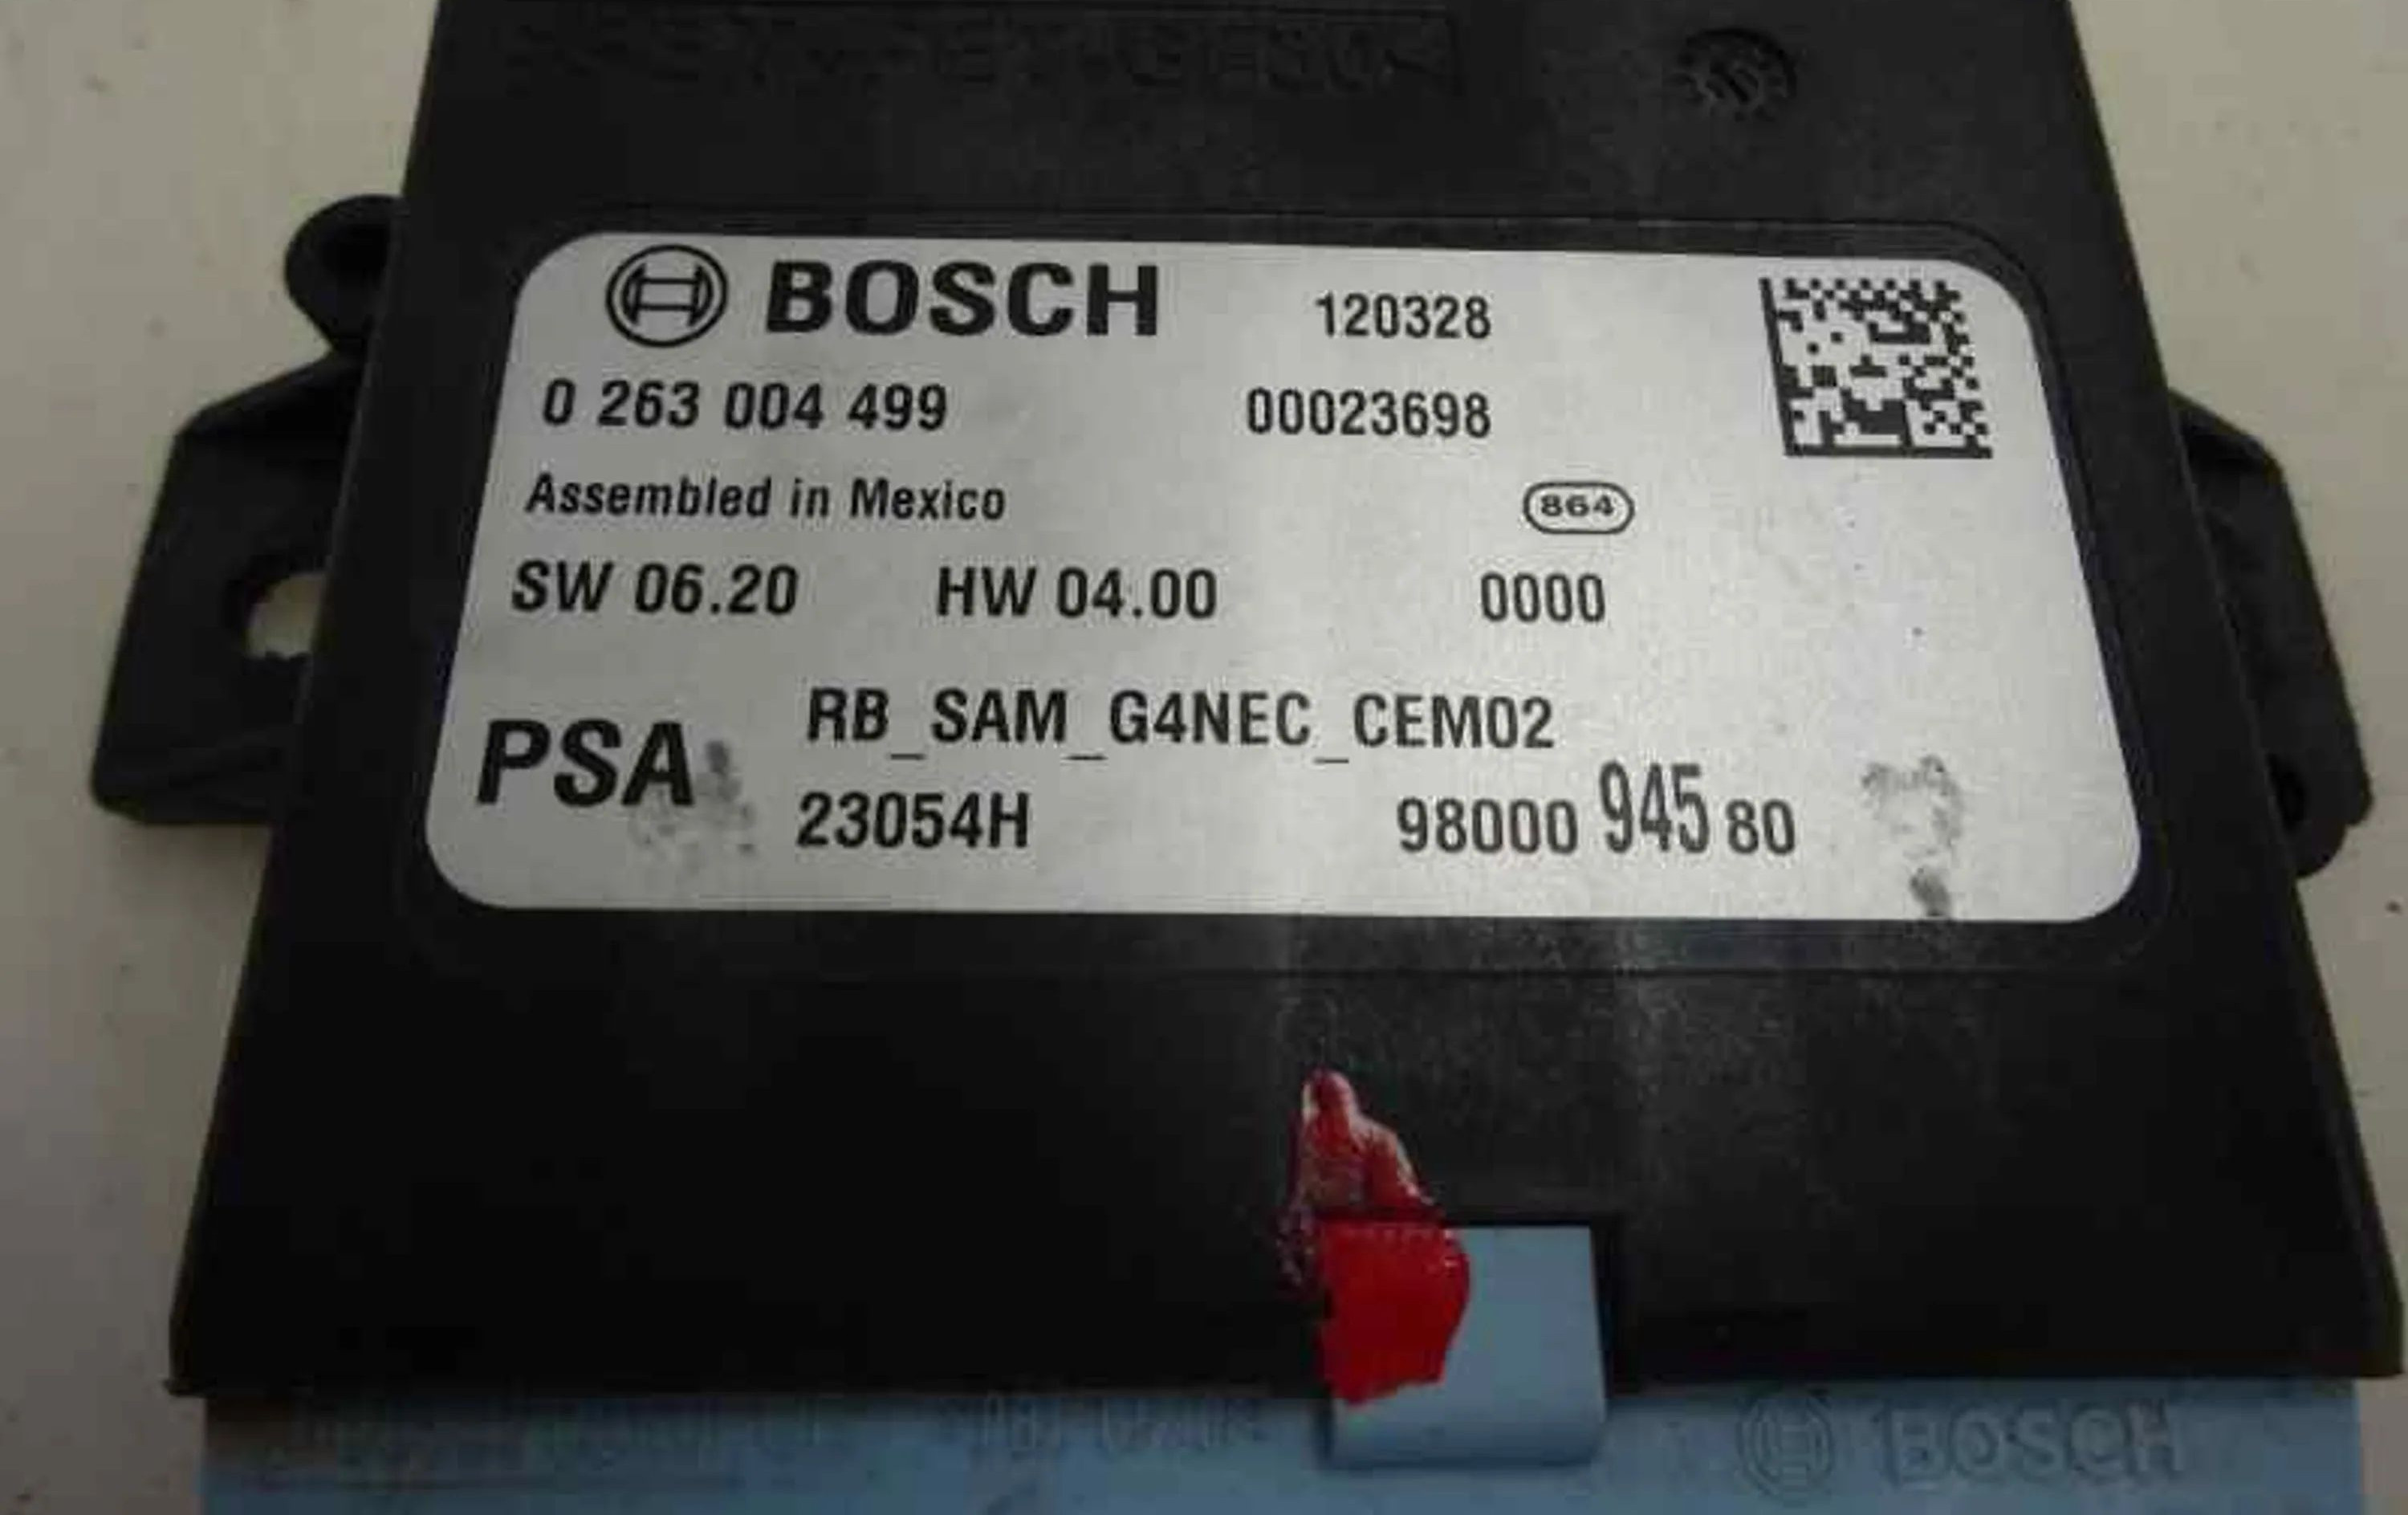 BOSCH 120328
0 263 004 499 00023698
Assembled in Mexico 864
SW 06.20 HW 04.00 0000
RB_SAM_G4NEC_CEM02
PSA
23054H 98000 945 80
BOSCH